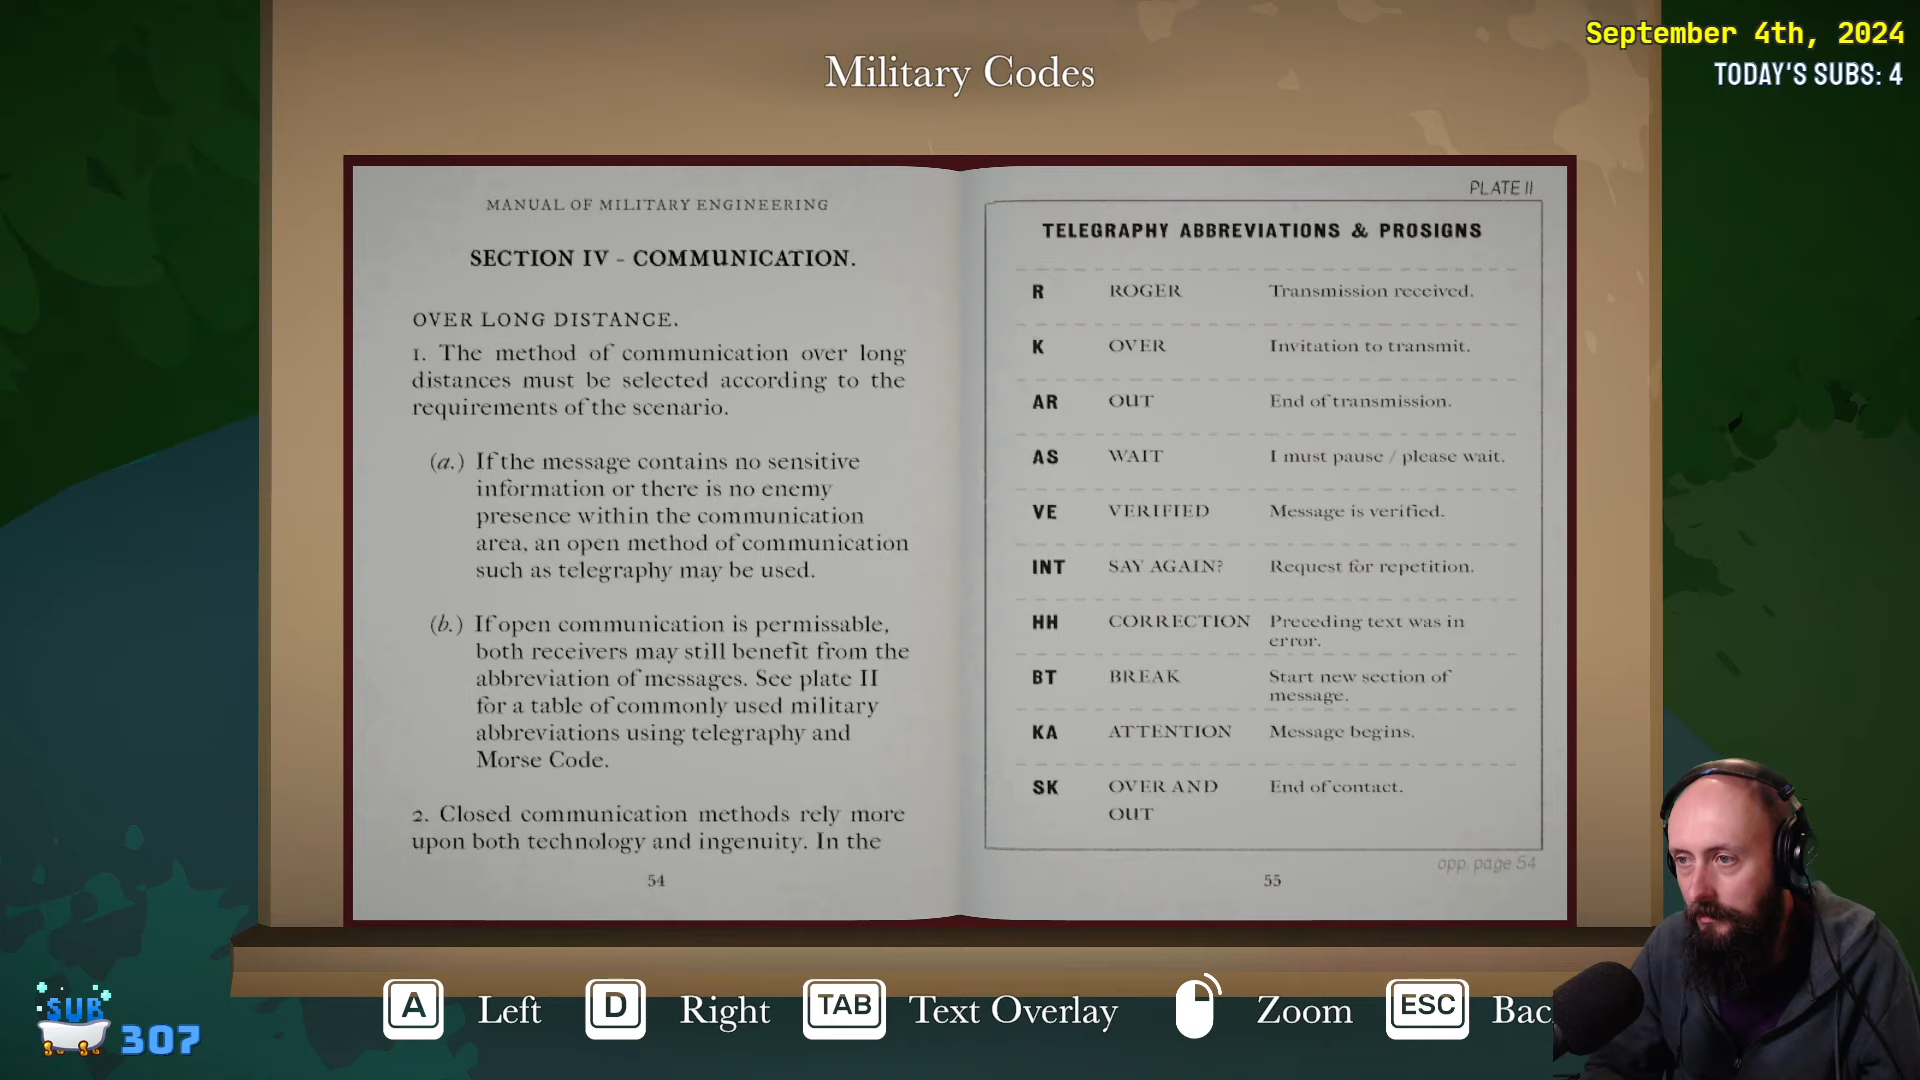 September 4th, 2024
TODAY'S SUBS: 4
Military Codes
MANUAL OF MILITARY ENGINEERING
SECTION IV - COMMUNICATION.
OVER LONG DISTANCE.
1. The method of communication over long
distances must be selected according to the
requirements of the scenario.
(a.) If the message contains no sensitive
information or there is no enemy
presence within the communication
area, an open method of communication
such as telegraphy may be used.
(b.) If open communication is permissable,
both receivers may still benefit from the
abbreviation of messages. See plate II
for a table of commonly used military
abbreviations using telegraphy and
Morse Code.
2. Closed communication methods rely more
upon both technology and ingenuity. In the
54
PLATE II
TELEGRAPHY ABBREVIATIONS & PROSIGNS
R ROGER Transmission received.
K OVER Invitation to transmit.
AR OUT End of transmission.
AS WAIT I must pause / please wait.
VE VERIFIED Message is verified.
INT SAY AGAIN? Request for repetition.
HH CORRECTION Preceding text was in
error.
BT BREAK Start new section of
message.
KA ATTENTION Message begins.
SK OVER AND End of contact.
OUT
opp. page 54
55
SUB 307
A Left D Right TAB Text Overlay Zoom ESC Bac